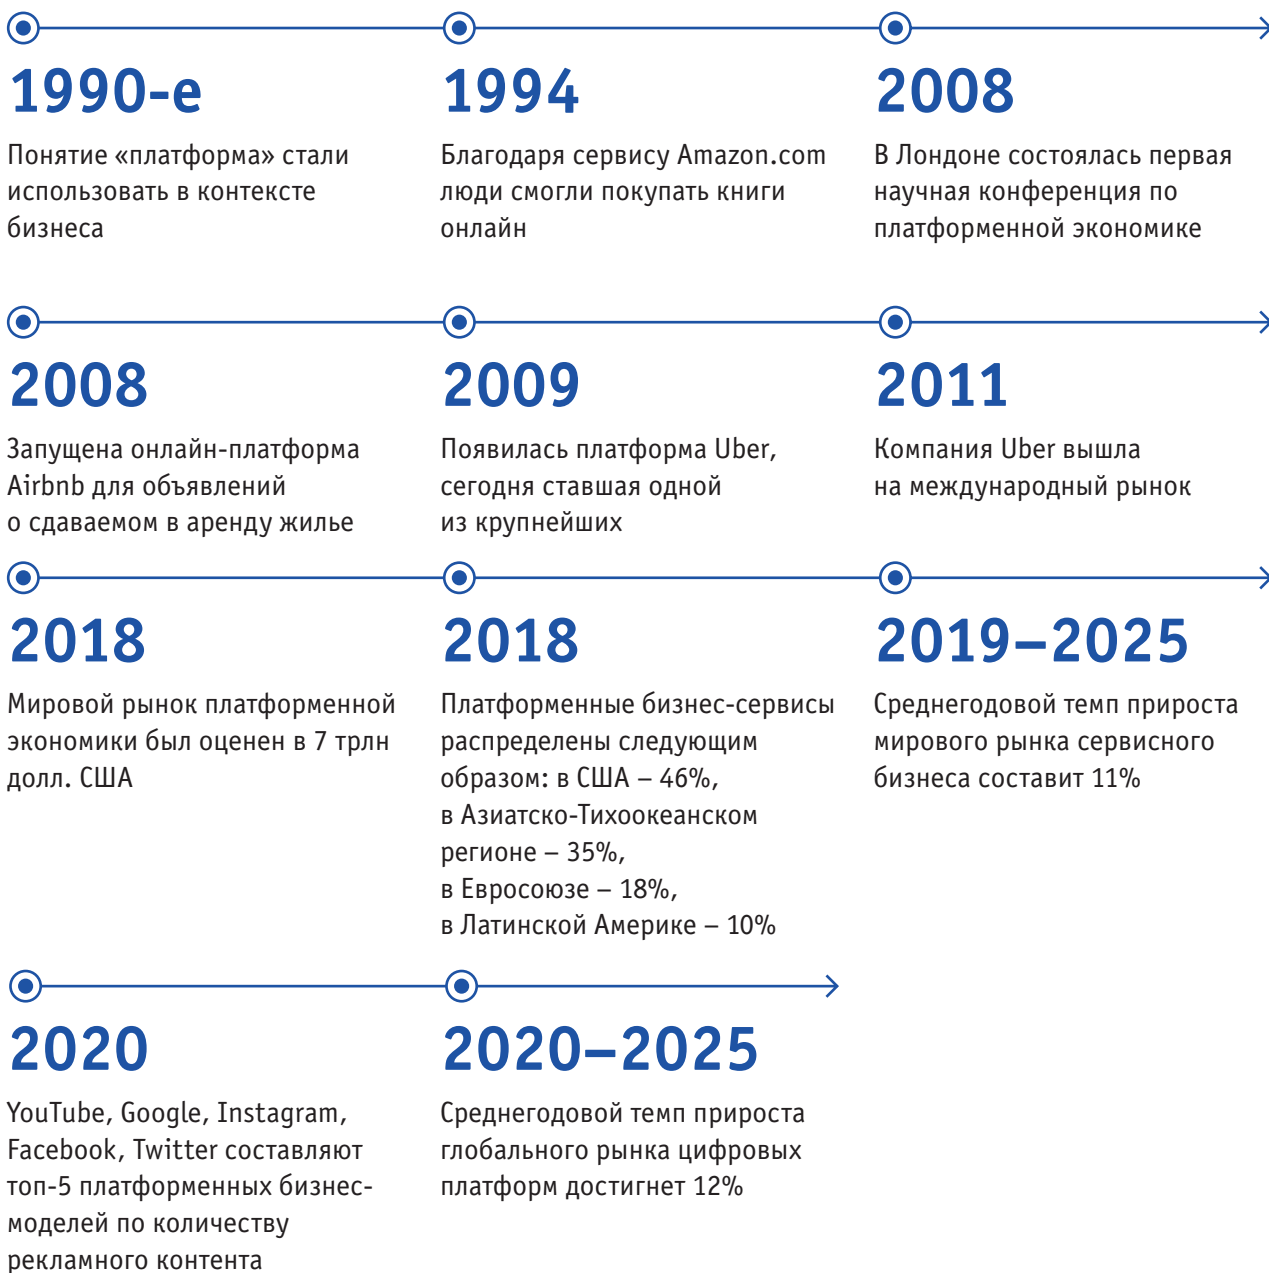 1990-е
Понятие «платформа» стали
использовать в контексте
бизнеса
1994
Благодаря сервису Amazon.com
люди смогли покупать книги
онлайн
2008
В Лондоне состоялась первая
научная конференция по
платформенной экономике
2008
Запущена онлайн-платформа
Airbnb для объявлений
о сдаваемом в аренду жилье
2009
Появилась платформа Uber,
сегодня ставшая одной
из крупнейших
2011
Компания Uber вышла
на международный рынок
2018
Мировой рынок платформенной
экономики был оценен в 7 трлн
долл. США
2018
Платформенные бизнес-сервисы
распределены следующим
образом: в США – 46%,
в Азиатско-Тихоокеанском
регионе – 35%,
в Евросоюзе – 18%,
в Латинской Америке – 10%
2019–2025
Среднегодовой темп прироста
мирового рынка сервисного
бизнеса составит 11%
2020
YouTube, Google, Instagram,
Facebook, Twitter составляют
топ-5 платформенных бизнес-
моделей по количеству
рекламного контента
2020–2025
Среднегодовой темп прироста
глобального рынка цифровых
платформ достигнет 12%